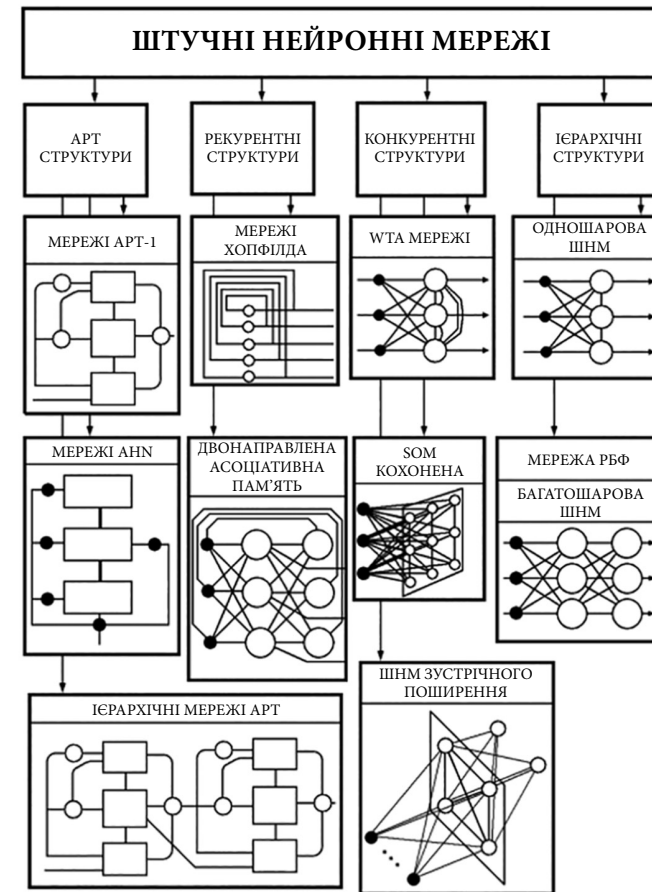 ШТУЧНІ НЕЙРОННІ МЕРЕЖІ
АРТ
СТРУКТУРИ
РЕКУРЕНТНІ
СТРУКТУРИ
КОНКУРЕНТНІ
СТРУКТУРИ
ІЄРАРХІЧНІ
СТРУКТУРИ
МЕРЕЖІ АРТ-1
МЕРЕЖІ
ХОПФІЛДА
WTA МЕРЕЖІ
ОДНОШАРОВА
ШНМ
МЕРЕЖІ AHN
ДВОНАПРАВЛЕНА
АСОЦІАТИВНА
ПАМ'ЯТЬ
SOM
КОХОНЕНА
МЕРЕЖА РБФ
БАГАТОШАРОВА
ШНМ
ІЄРАРХІЧНІ МЕРЕЖІ АРТ
ШНМ ЗУСТРІЧНОГО
ПОШИРЕННЯ